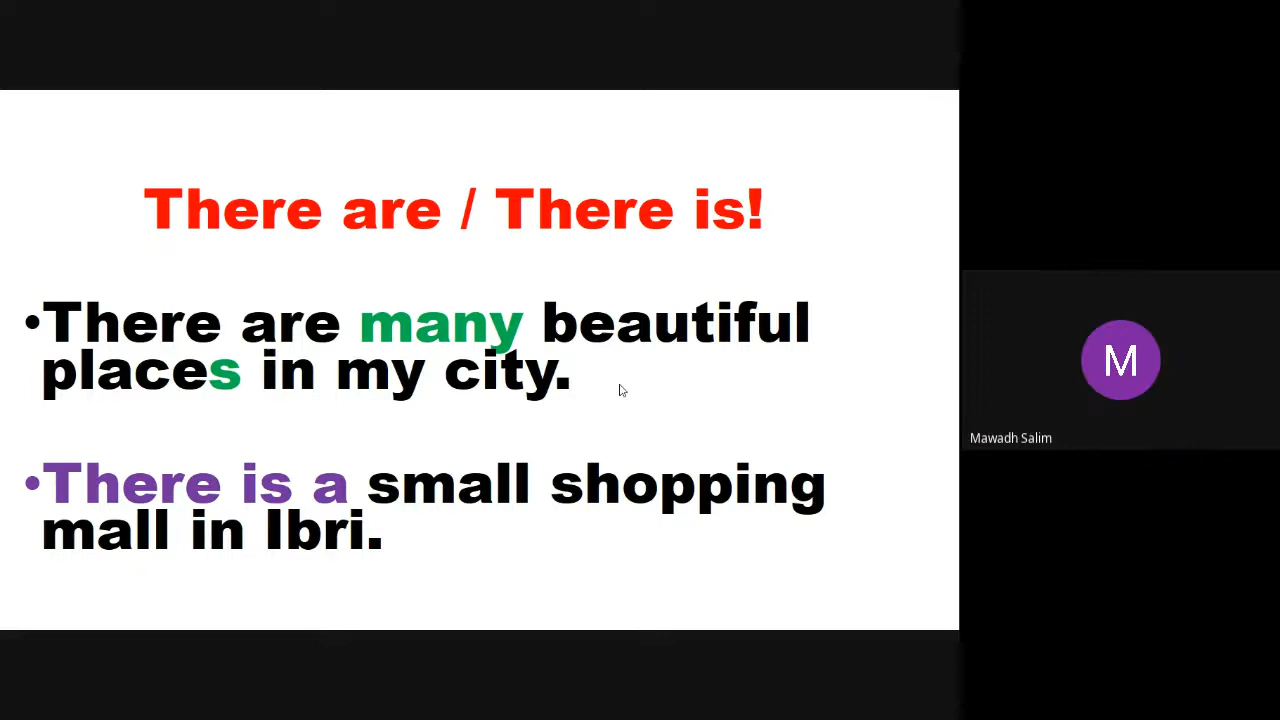 There are / There is!
•There are many beautiful
places in my city.
•There is a small shopping
mall in Ibri.
M
Mawadh Salim